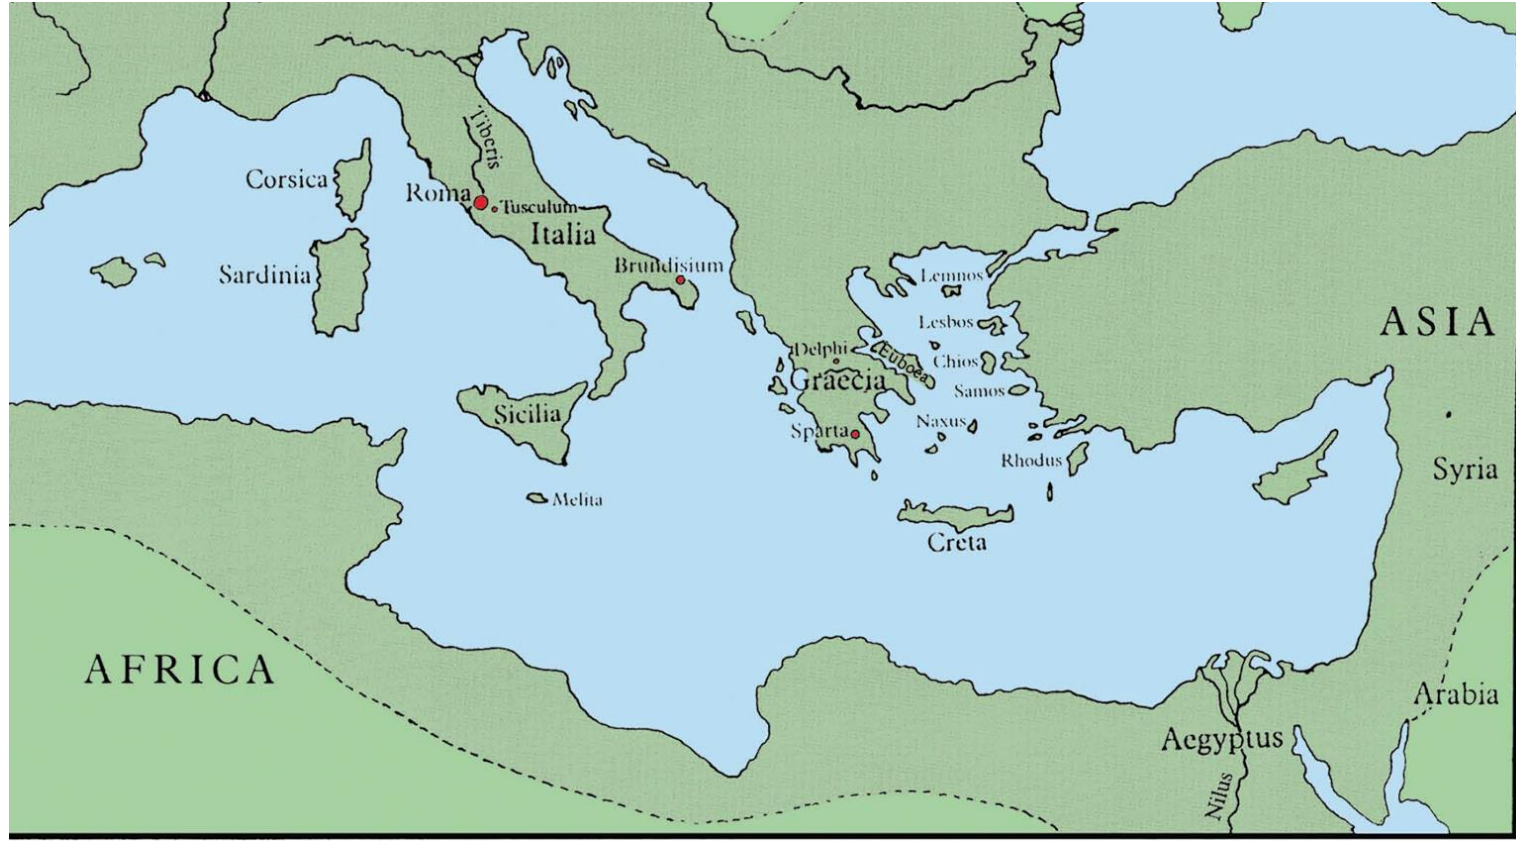 Tiberis
Corsica
Roma
Tusculum
Italia
Sardinia
Brundisium
Lemnos
Lesbos
ASIA
Delphi
Euboea
Chios
Graecia
Samos
Sicilia
Naxus
Sparta
Rhodus
Syria
Melita
Creta
AFRICA
Arabia
Aegyptus
Nilus